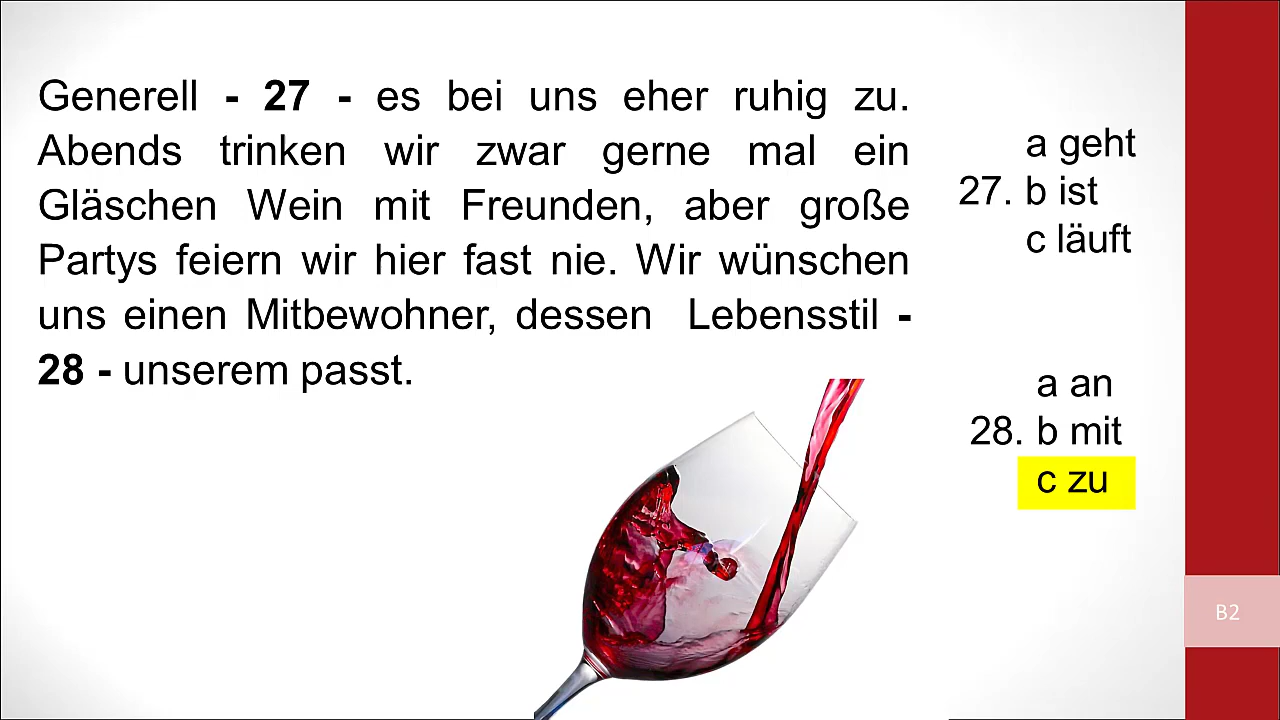 Generell - 27 - es bei uns eher ruhig zu.
Abends trinken wir zwar gerne mal ein
Gläschen Wein mit Freunden, aber große
Partys feiern wir hier fast nie. Wir wünschen
uns einen Mitbewohner, dessen Lebensstil -
28 - unserem passt.
a geht
27. b ist
c läuft
a an
28. b mit
c zu
B2